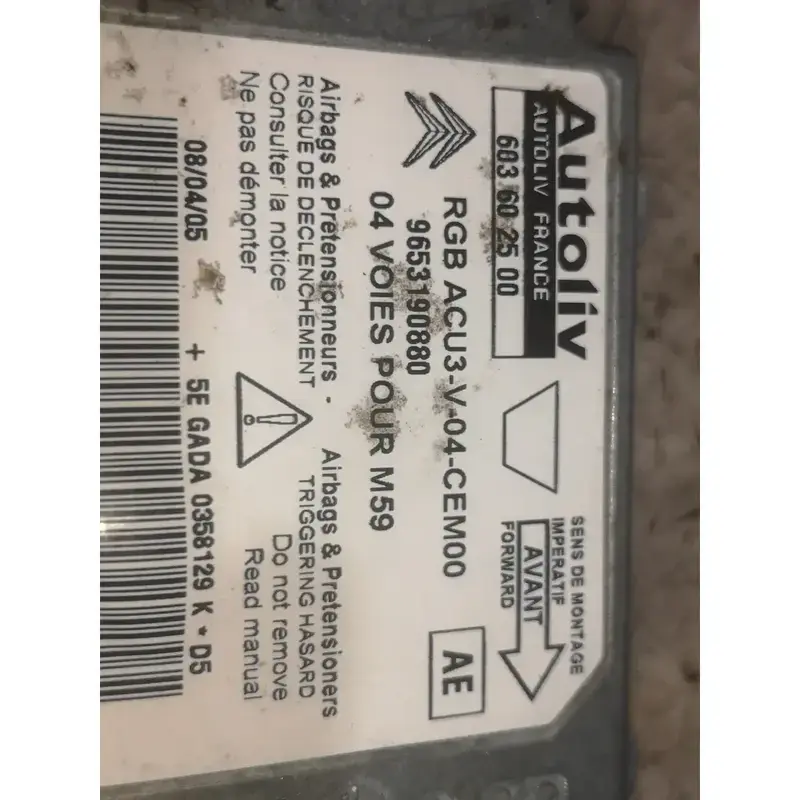 Autoliv
AUTOLIV FRANCE
603 60 25 00
SENS DE MONTAGE
IMPERATIF
AVANT
FORWARD
RGB ACU3-V-04-CEM00
9653190880
04 VOIES POUR M59
AE
Airbags & Prétensionneurs -
RISQUE DE DECLENCHEMENT
Consulter la notice
Ne pas démonter
Airbags & Pretensioners
TRIGGERING HASARD
Do not remove
Read manual
08/04/05
+ 5E GADA 0358129 K * D5